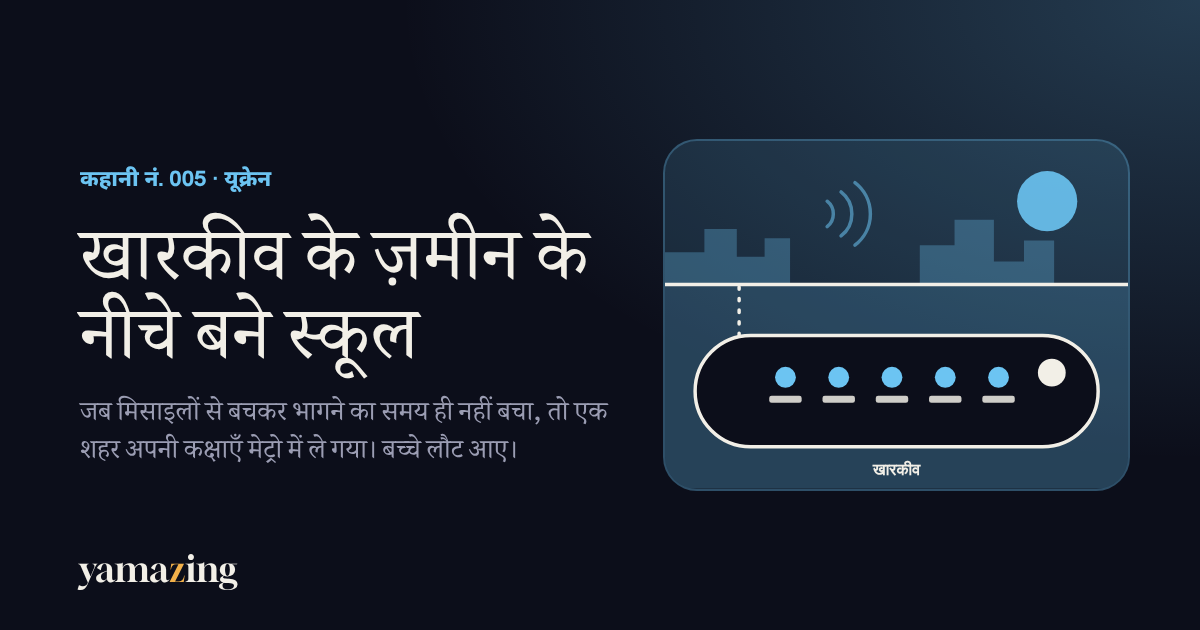 कहानी नं. 005 · यूक्रेन
खारकीव के ज़मीन के
नीचे बने स्कूल
जब मिसाइलों से बचकर भागने का समय ही नहीं बचा, तो एक
शहर अपनी कक्षाएँ मेट्रो में ले गया। बच्चे लौट आए।
खारकीव
yamazing